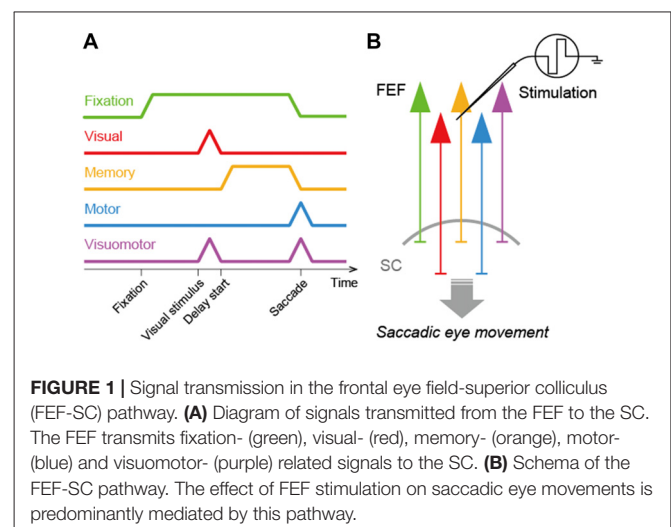 A
Fixation
Visual
Memory
Motor
Visuomotor
Time
Fixation
Visual stimulus
Delay start
Saccade
B
FEF
Stimulation
SC
Saccadic eye movement
FIGURE 1 | Signal transmission in the frontal eye field-superior colliculus
(FEF-SC) pathway. (A) Diagram of signals transmitted from the FEF to the SC.
The FEF transmits fixation- (green), visual- (red), memory- (orange), motor-
(blue) and visuomotor- (purple) related signals to the SC. (B) Schema of the
FEF-SC pathway. The effect of FEF stimulation on saccadic eye movements is
predominantly mediated by this pathway.